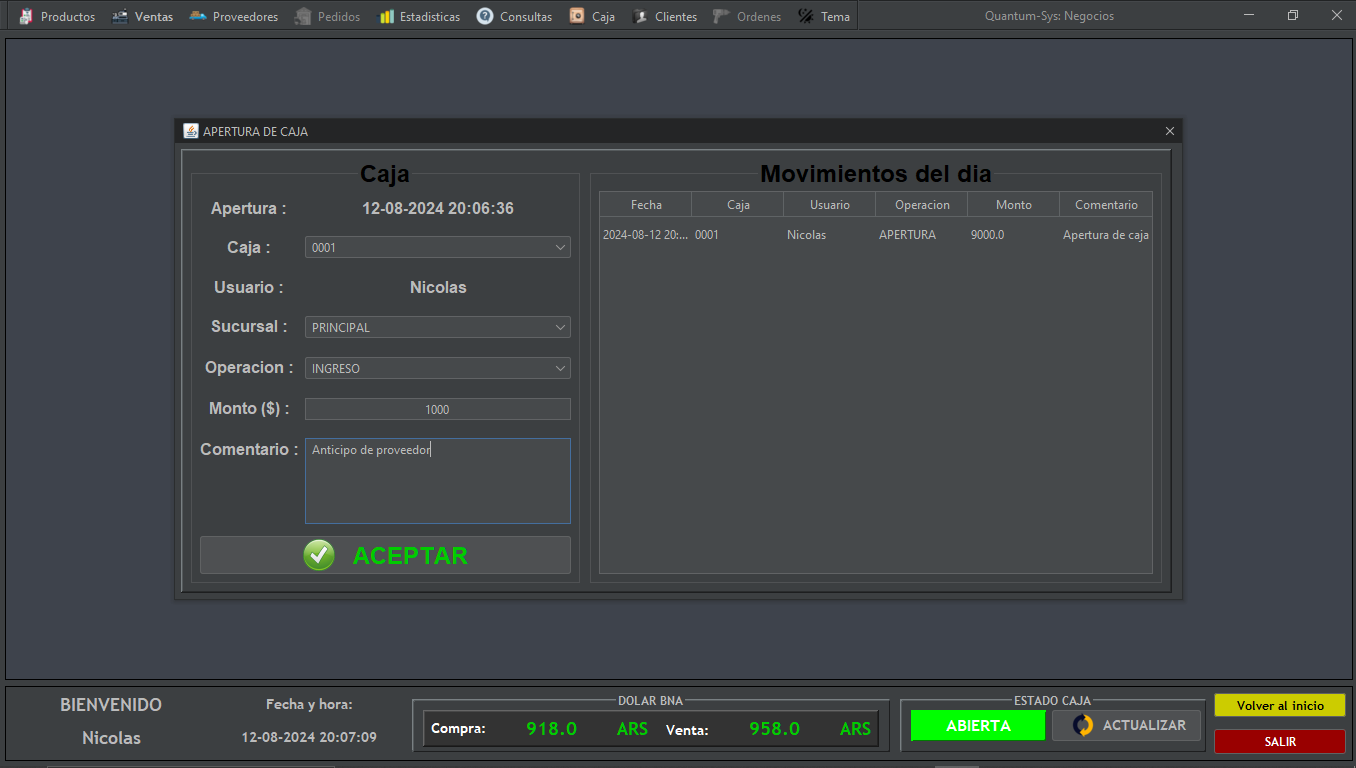 Productos Ventas Proveedores Pedidos Estadisticas Consultas Caja Clientes Ordenes Tema Quantum-Sys: Negocios
APERTURA DE CAJA
Caja
Apertura : 12-08-2024 20:06:36
Caja : 0001
Usuario : Nicolas
Sucursal : PRINCIPAL
Operacion : INGRESO
Monto ($) : 1000
Comentario : Anticipo de proveedor
ACEPTAR
Movimientos del dia
Fecha Caja Usuario Operacion Monto Comentario
2024-08-12 20:... 0001 Nicolas APERTURA 9000.0 Apertura de caja
BIENVENIDO
Nicolas
Fecha y hora:
12-08-2024 20:07:09
DOLAR BNA
Compra: 918.0 ARS Venta: 958.0 ARS
ESTADO CAJA
ABIERTA ACTUALIZAR
Volver al inicio
SALIR